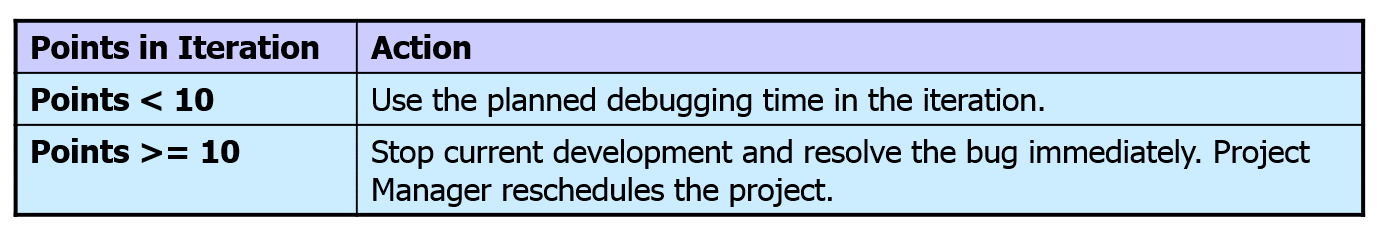 Points in Iteration Action
Points < 10 Use the planned debugging time in the iteration.
Points >= 10 Stop current development and resolve the bug immediately. Project
Manager reschedules the project.